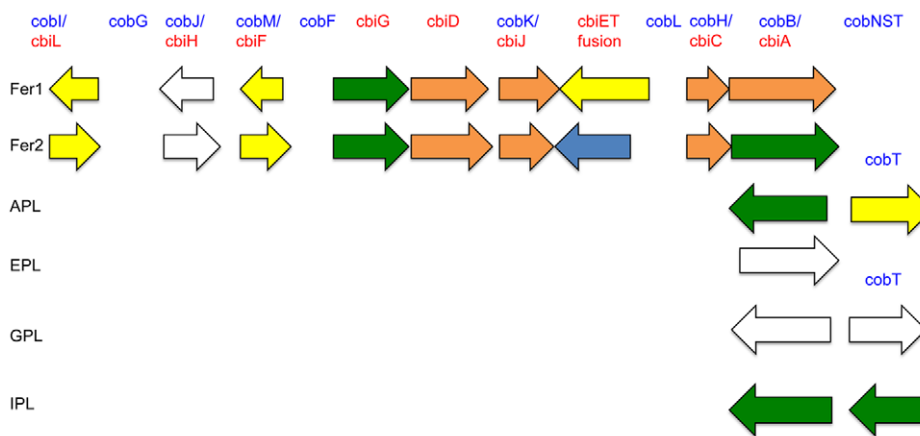 cobI/ cobG cobJ/ cobM/ cobF cbiG cbiD cobK/ cbiET cobL cobH/ cobB/ cobNST
cbiL cbiH cbiF cbiJ fusion cbiC cbiA
Fer1
Fer2
cobT
APL
EPL
cobT
GPL
IPL